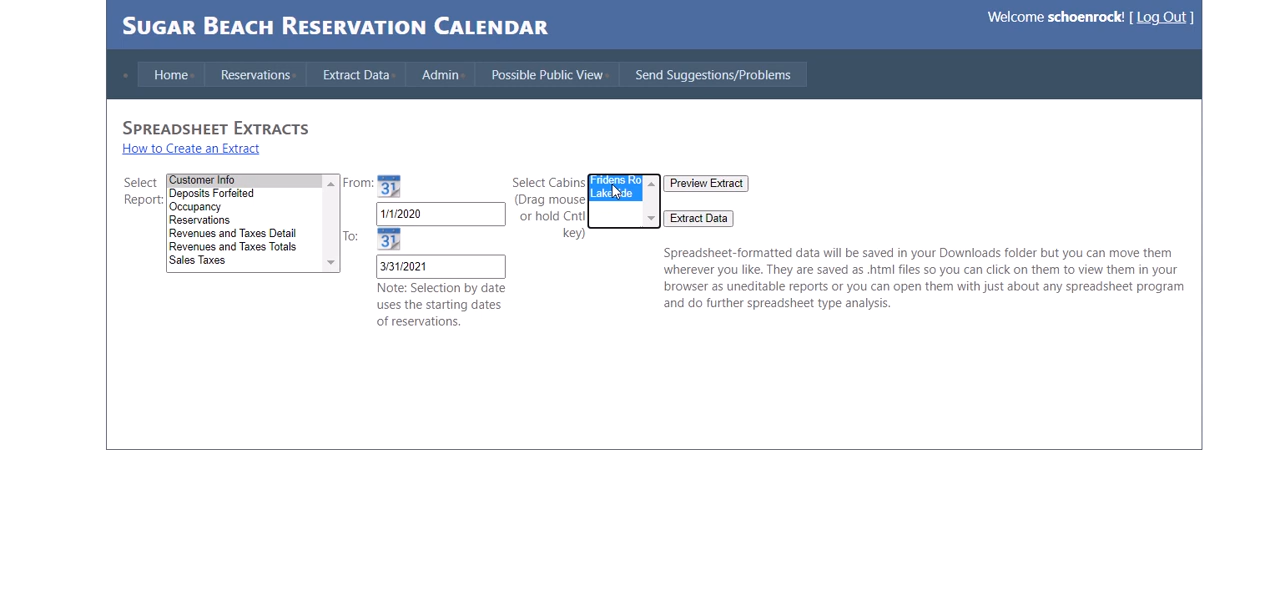 SUGAR BEACH RESERVATION CALENDAR
Welcome schoenrock! [ Log Out ]
Home
Reservations
Extract Data
Admin
Possible Public View
Send Suggestions/Problems
SPREADSHEET EXTRACTS
How to Create an Extract
Select
Report:
Customer Info
Deposits Forfeited
Occupancy
Reservations
Revenues and Taxes Detail
Revenues and Taxes Totals
Sales Taxes
From:
31
1/1/2020
To:
31
3/31/2021
Note: Selection by date
uses the starting dates
of reservations.
Select Cabins
(Drag mouse
or hold Cntl
key)
Fridens Ro
Preview Extract
Extract Data
Spreadsheet-formatted data will be saved in your Downloads folder but you can move them
wherever you like. They are saved as .html files so you can click on them to view them in your
browser as uneditable reports or you can open them with just about any spreadsheet program
and do further spreadsheet type analysis.